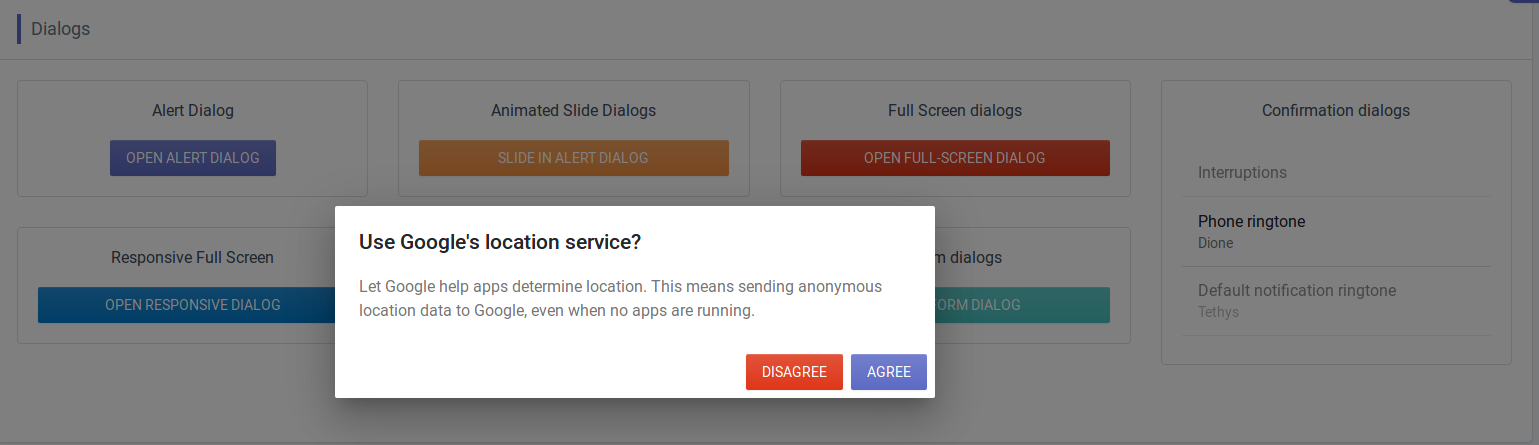 Dialogs
Alert Dialog
OPEN ALERT DIALOG
Animated Slide Dialogs
SLIDE IN ALERT DIALOG
Full Screen dialogs
OPEN FULL-SCREEN DIALOG
Confirmation dialogs
Interruptions
Phone ringtone
Dione
Default notification ringtone
Tethys
Responsive Full Screen
OPEN RESPONSIVE DIALOG
dialogs
FORM DIALOG
Use Google's location service?
Let Google help apps determine location. This means sending anonymous
location data to Google, even when no apps are running.
DISAGREE
AGREE